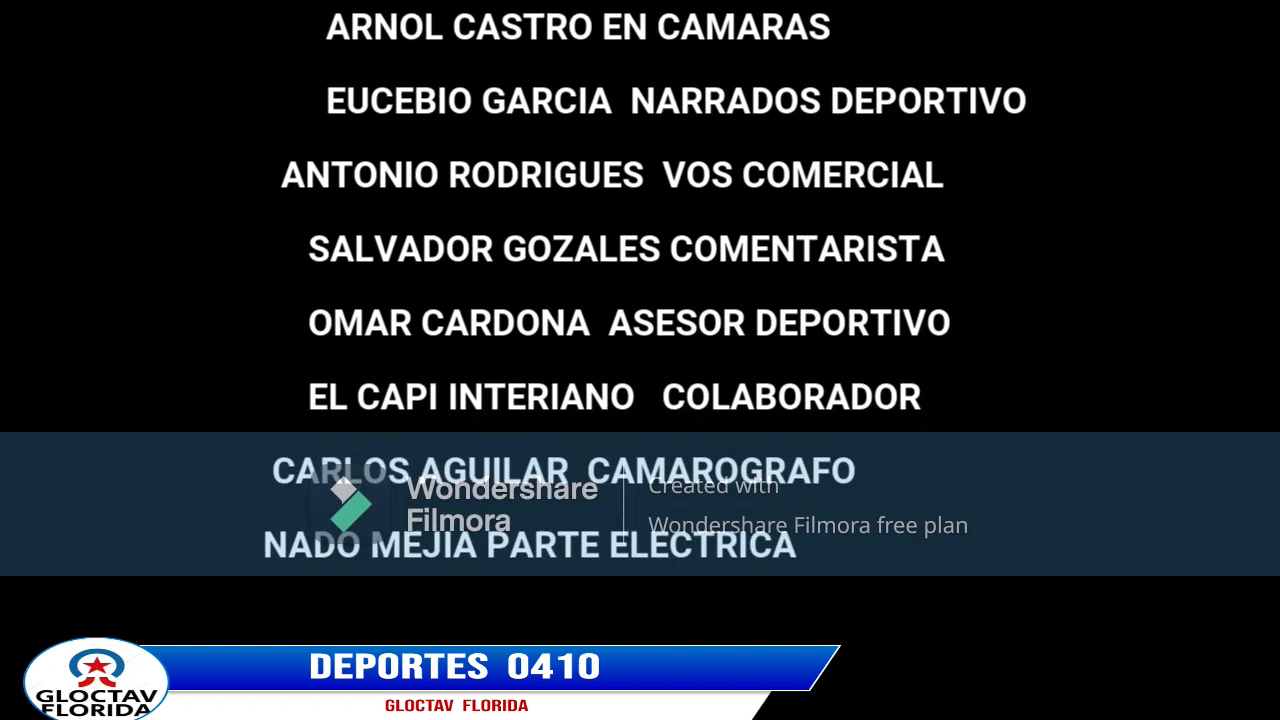 ARNOL CASTRO EN CAMARAS
EUCEBIO GARCIA NARRADOS DEPORTIVO
ANTONIO RODRIGUES VOS COMERCIAL
SALVADOR GOZALES COMENTARISTA
OMAR CARDONA ASESOR DEPORTIVO
EL CAPI INTERIANO COLABORADOR
CARLOS AGUILAR CAMAROGRAFO
Wondershare
Filmora
Created with
Wondershare Filmora free plan
NADO MEJIA PARTE ELECTRICA
DEPORTES 0410
GLOCTAV FLORIDA
GLOCTAV
FLORIDA